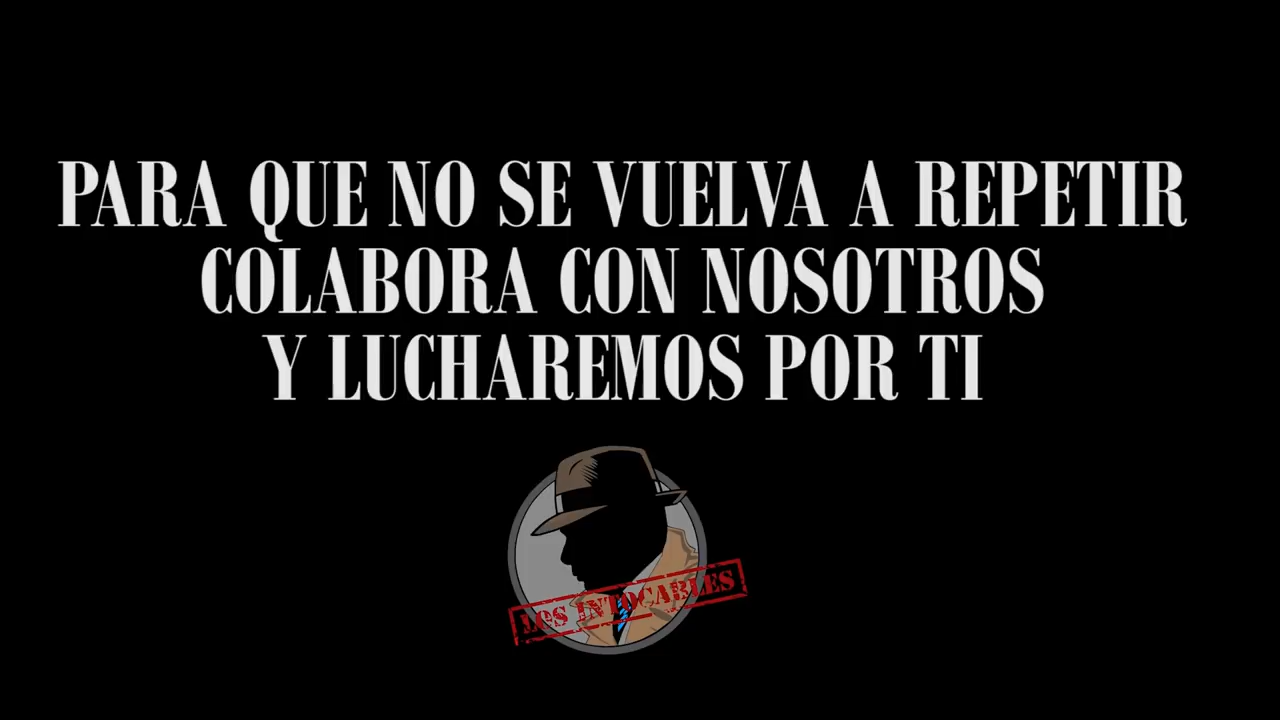 PARA QUE NO SE VUELVA A REPETIR
COLABORA CON NOSOTROS
Y LUCHAREMOS POR TI
LOS INTOCABLES